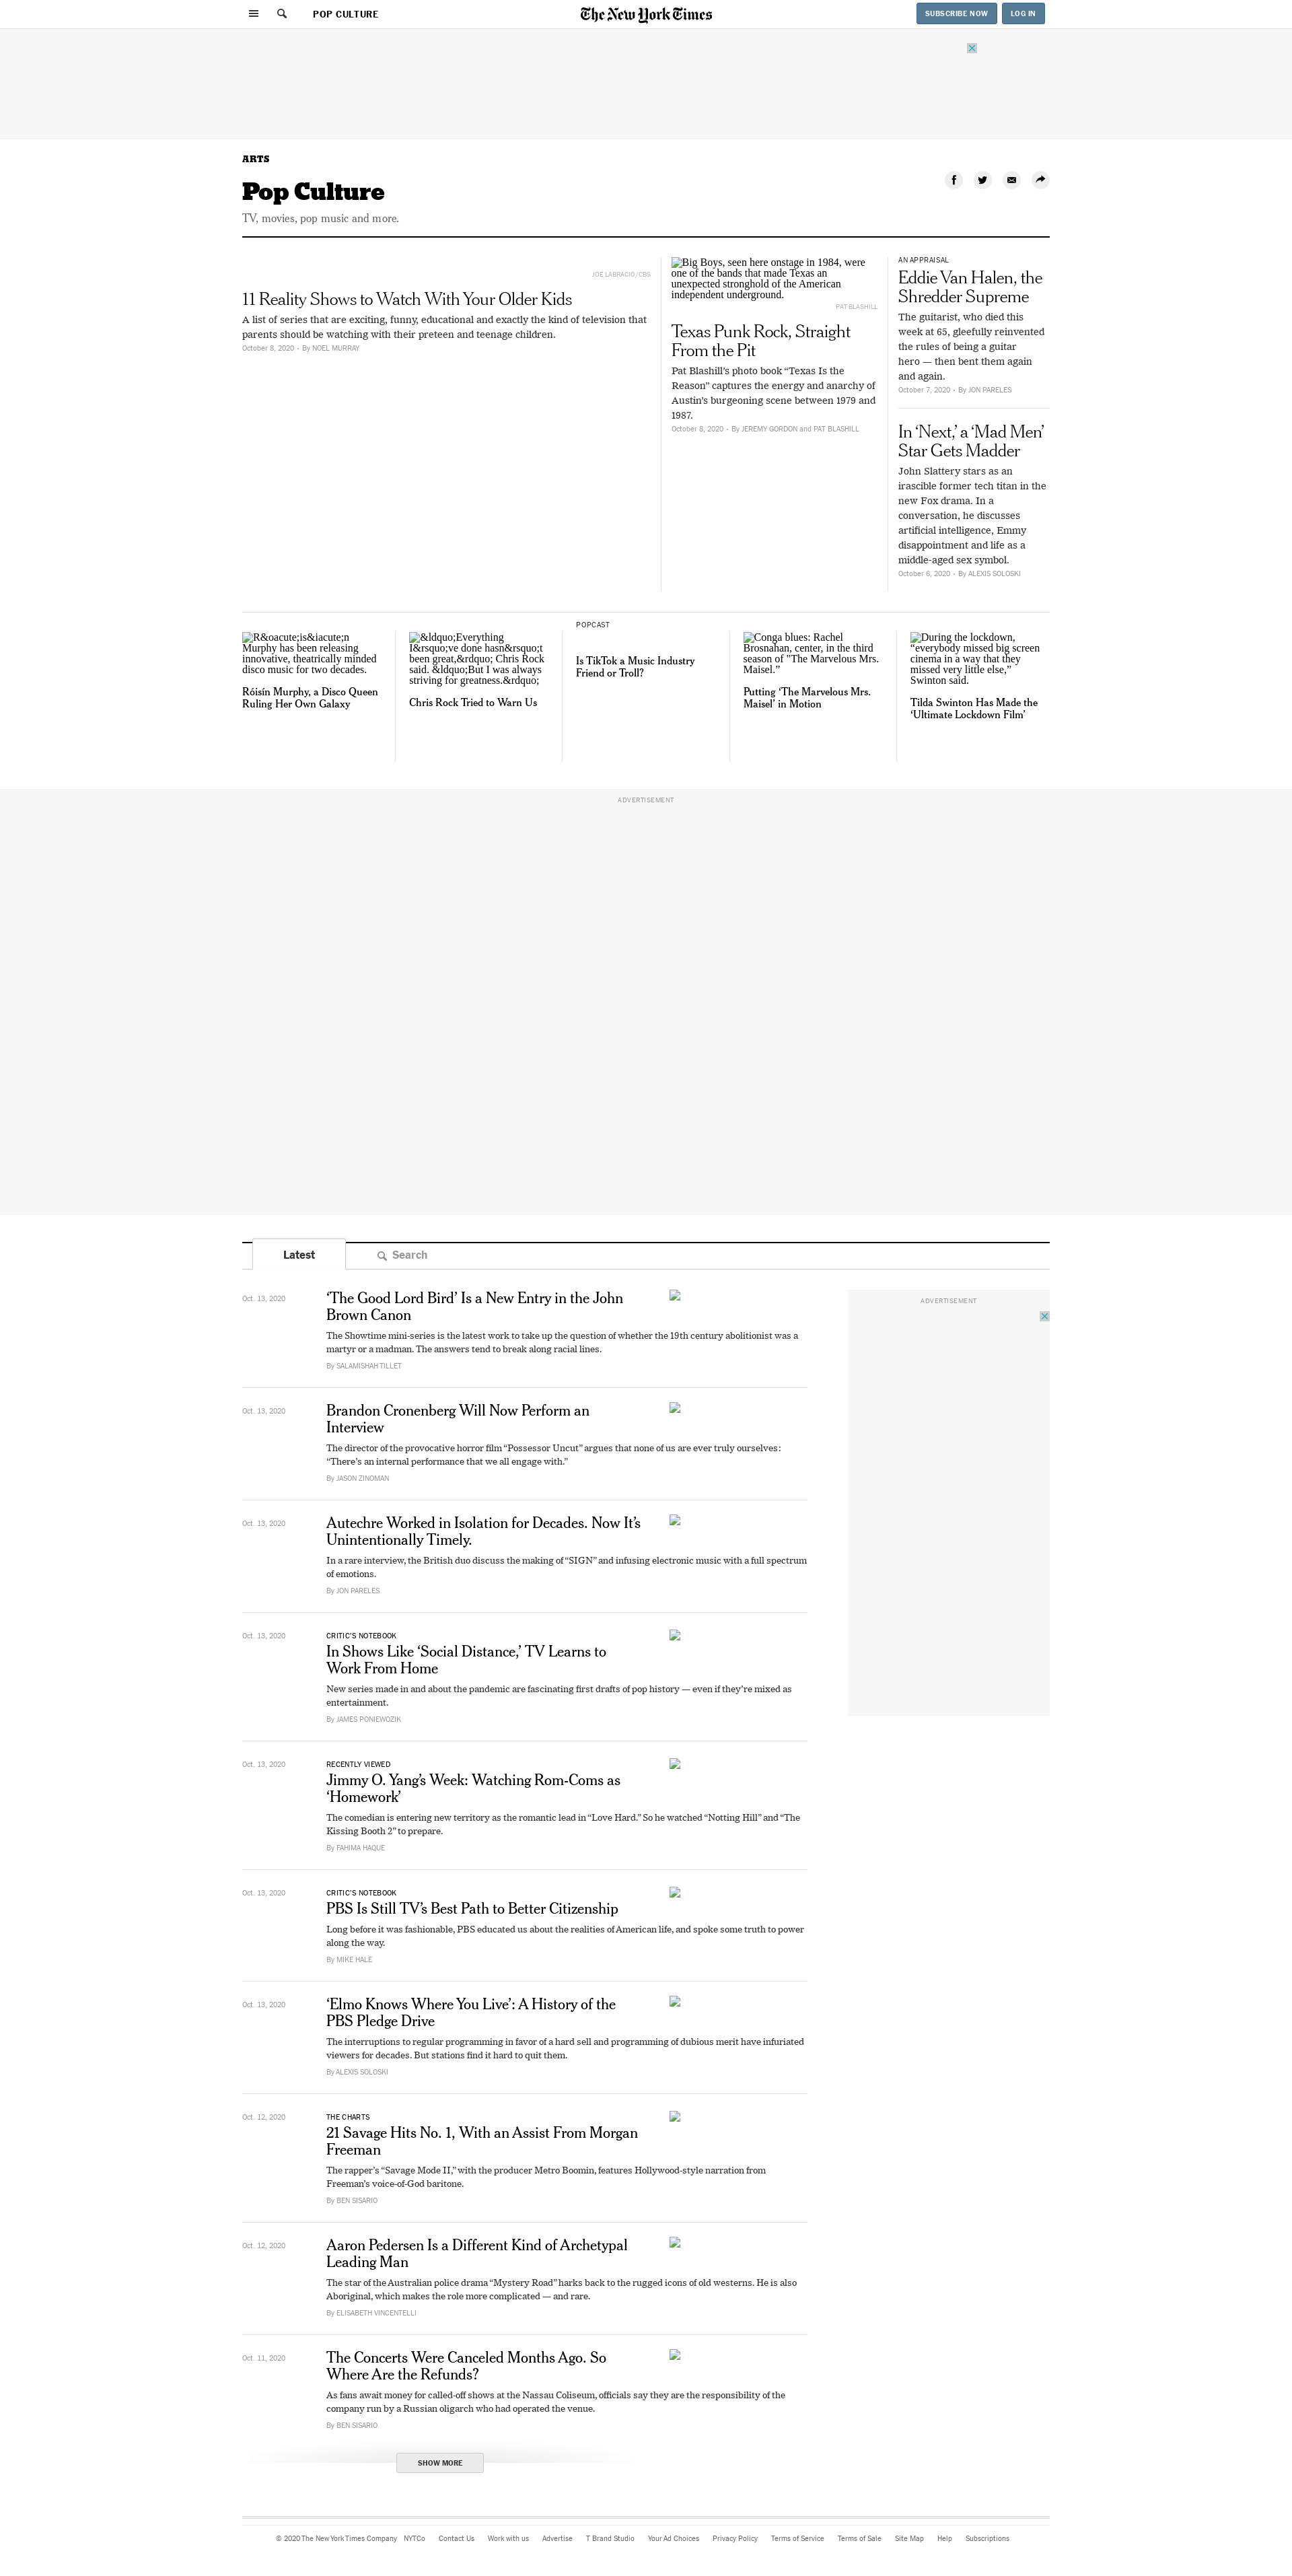 POP CULTURE
The New York Times
SUBSCRIBE NOW
LOG IN
ARTS
Pop Culture
TV, movies, pop music and more.
JOE LABRACIO/CBS
11 Reality Shows to Watch With Your Older Kids
A list of series that are exciting, funny, educational and exactly the kind of television that
parents should be watching with their preteen and teenage children.
October 8, 2020 - By NOEL MURRAY
Big Boys, seen here onstage in 1984, were
one of the bands that made Texas an
unexpected stronghold of the American
independent underground.
PAT BLASHILL
Texas Punk Rock, Straight
From the Pit
Pat Blashill’s photo book “Texas Is the
Reason” captures the energy and anarchy of
Austin’s burgeoning scene between 1979 and
1987.
October 8, 2020 - By JEREMY GORDON and PAT BLASHILL
AN APPRAISAL
Eddie Van Halen, the
Shredder Supreme
The guitarist, who died this
week at 65, gleefully reinvented
the rules of being a guitar
hero — then bent them again
and again.
October 7, 2020 - By JON PARELES
In ‘Next,’ a ‘Mad Men’
Star Gets Madder
John Slattery stars as an
irascible former tech titan in the
new Fox drama. In a
conversation, he discusses
artificial intelligence, Emmy
disappointment and life as a
middle-aged sex symbol.
October 6, 2020 - By ALEXIS SOLOSKI
R&oacute;is&iacute;n
Murphy has been releasing
innovative, theatrically minded
disco music for two decades.
Róisín Murphy, a Disco Queen
Ruling Her Own Galaxy
&ldquo;Everything
I&rsquo;ve done hasn&rsquo;t
been great,&rdquo; Chris Rock
said. &ldquo;But I was always
striving for greatness.&rdquo;
Chris Rock Tried to Warn Us
POPCAST
Is TikTok a Music Industry
Friend or Troll?
Conga blues: Rachel
Brosnahan, center, in the third
season of "The Marvelous Mrs.
Maisel.”
Putting ‘The Marvelous Mrs.
Maisel’ in Motion
During the lockdown,
“everybody missed big screen
cinema in a way that they
missed very little else,”
Swinton said.
Tilda Swinton Has Made the
‘Ultimate Lockdown Film’
ADVERTISEMENT
Latest
Search
Oct. 13, 2020
‘The Good Lord Bird’ Is a New Entry in the John
Brown Canon
The Showtime mini-series is the latest work to take up the question of whether the 19th century abolitionist was a
martyr or a madman. The answers tend to break along racial lines.
By SALAMISHAH TILLET
ADVERTISEMENT
Oct. 13, 2020
Brandon Cronenberg Will Now Perform an
Interview
The director of the provocative horror film “Possessor Uncut” argues that none of us are ever truly ourselves:
“There’s an internal performance that we all engage with.”
By JASON ZINOMAN
Oct. 13, 2020
Autechre Worked in Isolation for Decades. Now It’s
Unintentionally Timely.
In a rare interview, the British duo discuss the making of “SIGN” and infusing electronic music with a full spectrum
of emotions.
By JON PARELES
Oct. 13, 2020
CRITIC’S NOTEBOOK
In Shows Like ‘Social Distance,’ TV Learns to
Work From Home
New series made in and about the pandemic are fascinating first drafts of pop history — even if they’re mixed as
entertainment.
By JAMES PONIEWOZIK
Oct. 13, 2020
RECENTLY VIEWED
Jimmy O. Yang’s Week: Watching Rom-Coms as
‘Homework’
The comedian is entering new territory as the romantic lead in “Love Hard.” So he watched “Notting Hill” and “The
Kissing Booth 2” to prepare.
By FAHIMA HAQUE
Oct. 13, 2020
CRITIC’S NOTEBOOK
PBS Is Still TV’s Best Path to Better Citizenship
Long before it was fashionable, PBS educated us about the realities of American life, and spoke some truth to power
along the way.
By MIKE HALE
Oct. 13, 2020
‘Elmo Knows Where You Live’: A History of the
PBS Pledge Drive
The interruptions to regular programming in favor of a hard sell and programming of dubious merit have infuriated
viewers for decades. But stations find it hard to quit them.
By ALEXIS SOLOSKI
Oct. 12, 2020
THE CHARTS
21 Savage Hits No. 1, With an Assist From Morgan
Freeman
The rapper’s “Savage Mode II,” with the producer Metro Boomin, features Hollywood-style narration from
Freeman’s voice-of-God baritone.
By BEN SISARIO
Oct. 12, 2020
Aaron Pedersen Is a Different Kind of Archetypal
Leading Man
The star of the Australian police drama “Mystery Road” harks back to the rugged icons of old westerns. He is also
Aboriginal, which makes the role more complicated — and rare.
By ELISABETH VINCENTELLI
Oct. 11, 2020
The Concerts Were Canceled Months Ago. So
Where Are the Refunds?
As fans await money for called-off shows at the Nassau Coliseum, officials say they are the responsibility of the
company run by a Russian oligarch who had operated the venue.
By BEN SISARIO
SHOW MORE
© 2020 The New York Times Company NYTCo Contact Us Work with us Advertise T Brand Studio Your Ad Choices Privacy Policy Terms of Service Terms of Sale Site Map Help Subscriptions